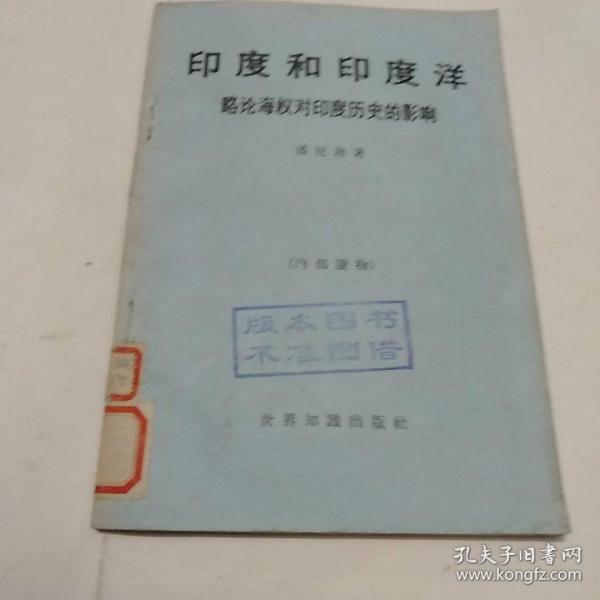 印度和印度洋
略论海权对印度历史的影响
潘尼迦著
(内部读物)
版本图书
不准出借
世界知识出版社
孔夫子旧书网
www.kongfz.com